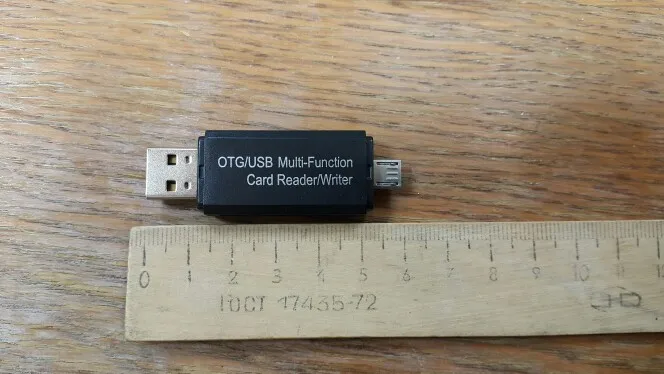 OTG/USB Multi-Function
Card Reader/Writer
0 1 2 3 4 5 6 7 8 9 10 11
ГОСТ 17435-72